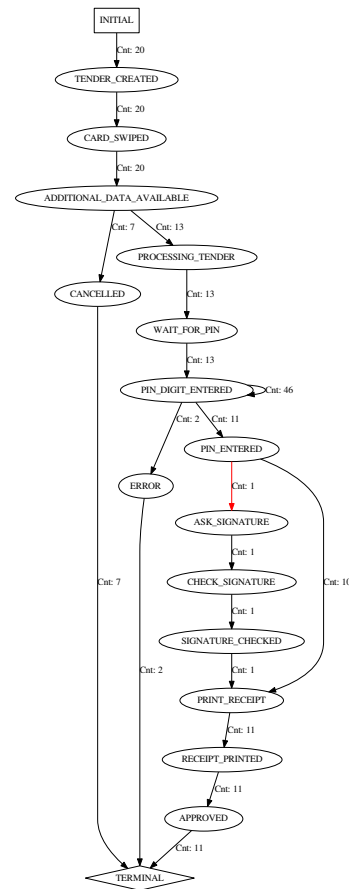 INITIAL
Cnt: 20
TENDER_CREATED
Cnt: 20
CARD_SWIPED
Cnt: 20
ADDITIONAL_DATA_AVAILABLE
Cnt: 7
Cnt: 13
PROCESSING_TENDER
CANCELLED
Cnt: 13
WAIT_FOR_PIN
Cnt: 13
PIN_DIGIT_ENTERED
Cnt: 46
Cnt: 2
Cnt: 11
PIN_ENTERED
ERROR
Cnt: 1
ASK_SIGNATURE
Cnt: 1
CHECK_SIGNATURE
Cnt: 7
Cnt: 10
Cnt: 1
SIGNATURE_CHECKED
Cnt: 2
Cnt: 1
PRINT_RECEIPT
Cnt: 11
RECEIPT_PRINTED
Cnt: 11
APPROVED
Cnt: 11
TERMINAL